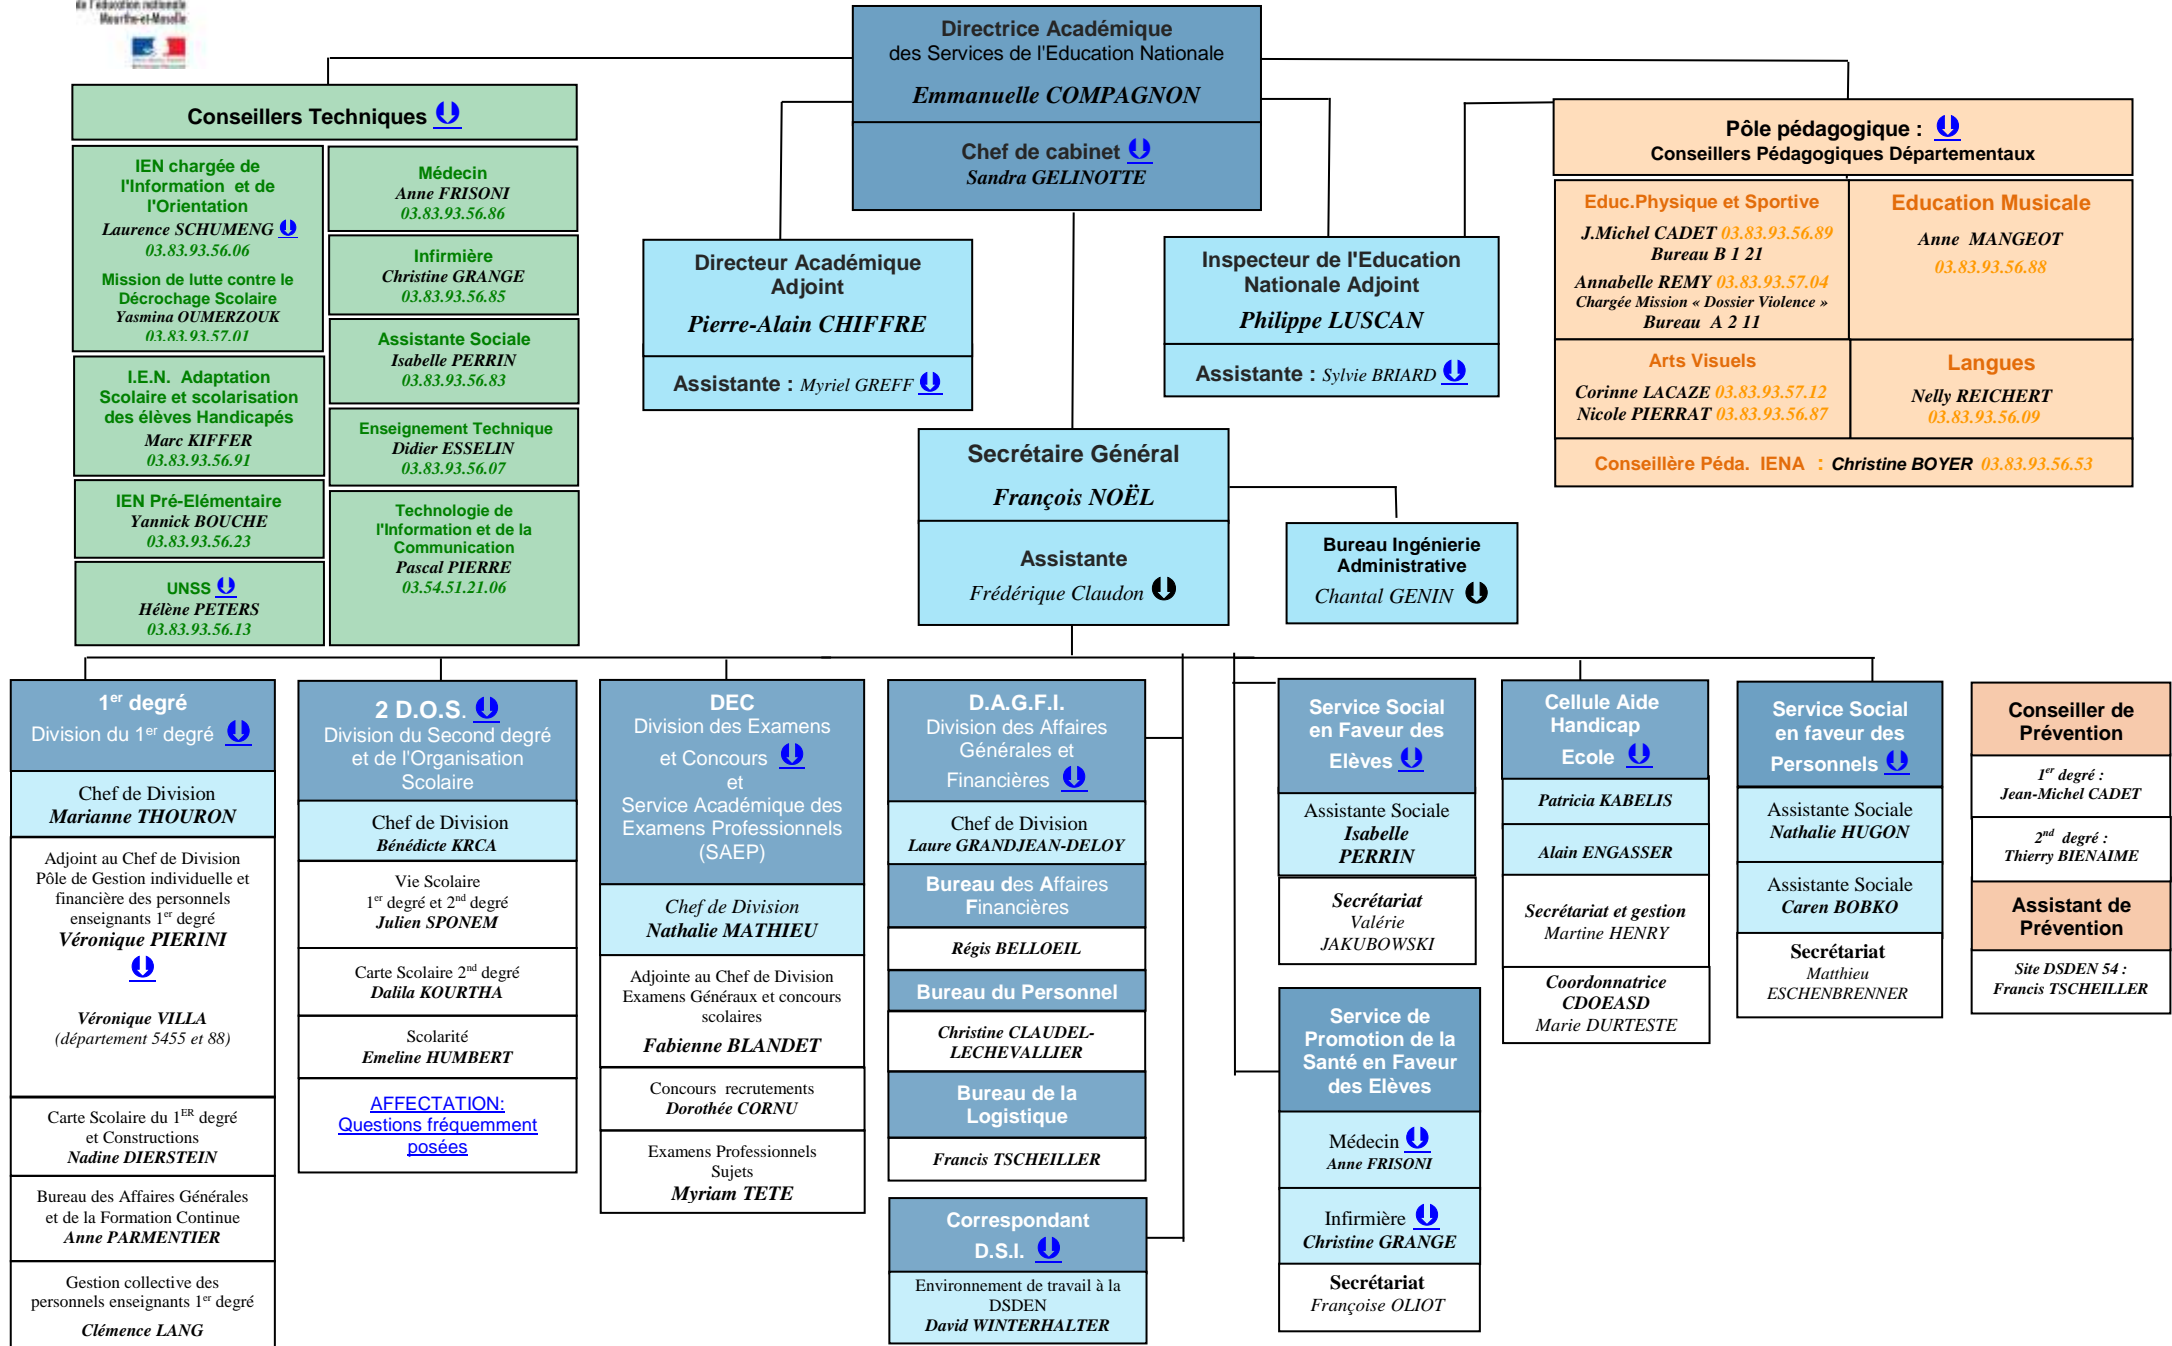 de l'éducation nationale
Meurthe-et-Moselle
Directrice Académique
des Services de l'Education Nationale
Emmanuelle COMPAGNON
Chef de cabinet
Sandra GELINOTTE
Conseillers Techniques
IEN chargée de
l'Information et de
l'Orientation
Laurence SCHUMENG
03.83.93.56.06
Mission de lutte contre le
Décrochage Scolaire
Yasmina OUMERZOUK
03.83.93.57.01
I.E.N. Adaptation
Scolaire et scolarisation
des élèves Handicapés
Marc KIFFER
03.83.93.56.91
IEN Pré-Elémentaire
Yannick BOUCHE
03.83.93.56.23
UNSS
Hélène PETERS
03.83.93.56.13
Médecin
Anne FRISONI
03.83.93.56.86
Infirmière
Christine GRANGE
03.83.93.56.85
Assistante Sociale
Isabelle PERRIN
03.83.93.56.83
Enseignement Technique
Didier ESSELIN
03.83.93.56.07
Technologie de
l'Information et de la
Communication
Pascal PIERRE
03.54.51.21.06
Directeur Académique
Adjoint
Pierre-Alain CHIFFRE
Assistante : Myriel GREFF
Inspecteur de l'Education
Nationale Adjoint
Philippe LUSCAN
Assistante : Sylvie BRIARD
Pôle pédagogique :
Conseillers Pédagogiques Départementaux
Educ.Physique et Sportive
J.Michel CADET 03.83.93.56.89
Bureau B 1 21
Annabelle REMY 03.83.93.57.04
Chargée Mission « Dossier Violence »
Bureau A 2 11
Education Musicale
Anne MANGEOT
03.83.93.56.88
Arts Visuels
Corinne LACAZE 03.83.93.57.12
Nicole PIERRAT 03.83.93.56.87
Langues
Nelly REICHERT
03.83.93.56.09
Conseillère Péda. IENA : Christine BOYER 03.83.93.56.53
Secrétaire Général
François NOËL
Assistante
Frédérique Claudon
Bureau Ingénierie
Administrative
Chantal GENIN
1er degré
Division du 1er degré
Chef de Division
Marianne THOURON
Adjoint au Chef de Division
Pôle de Gestion individuelle et
financière des personnels
enseignants 1er degré
Véronique PIERINI
Véronique VILLA
(département 5455 et 88)
Carte Scolaire du 1ER degré
et Constructions
Nadine DIERSTEIN
Bureau des Affaires Générales
et de la Formation Continue
Anne PARMENTIER
Gestion collective des
personnels enseignants 1er degré
Clémence LANG
2 D.O.S.
Division du Second degré
et de l'Organisation
Scolaire
Chef de Division
Bénédicte KRCA
Vie Scolaire
1er degré et 2nd degré
Julien SPONEM
Carte Scolaire 2nd degré
Dalila KOURTHA
Scolarité
Emeline HUMBERT
AFFECTATION:
Questions fréquemment
posées
DEC
Division des Examens
et Concours
et
Service Académique des
Examens Professionnels
(SAEP)
Chef de Division
Nathalie MATHIEU
Adjointe au Chef de Division
Examens Généraux et concours
scolaires
Fabienne BLANDET
Concours recrutements
Dorothée CORNU
Examens Professionnels
Sujets
Myriam TETE
D.A.G.F.I.
Division des Affaires
Générales et
Financières
Chef de Division
Laure GRANDJEAN-DELOY
Bureau des Affaires
Financières
Régis BELLOEIL
Bureau du Personnel
Christine CLAUDEL-
LECHEVALLIER
Bureau de la
Logistique
Francis TSCHEILLER
Correspondant
D.S.I.
Environnement de travail à la
DSDEN
David WINTERHALTER
Service Social
en Faveur des
Elèves
Assistante Sociale
Isabelle
PERRIN
Secrétariat
Valérie
JAKUBOWSKI
Service de
Promotion de la
Santé en Faveur
des Elèves
Médecin
Anne FRISONI
Infirmière
Christine GRANGE
Secrétariat
Françoise OLIOT
Cellule Aide
Handicap
Ecole
Patricia KABELIS
Alain ENGASSER
Secrétariat et gestion
Martine HENRY
Coordonnatrice
CDOEASD
Marie DURTESTE
Service Social
en faveur des
Personnels
Assistante Sociale
Nathalie HUGON
Assistante Sociale
Caren BOBKO
Secrétariat
Matthieu
ESCHENBRENNER
Conseiller de
Prévention
1er degré :
Jean-Michel CADET
2nd degré :
Thierry BIENAIME
Assistant de
Prévention
Site DSDEN 54 :
Francis TSCHEILLER